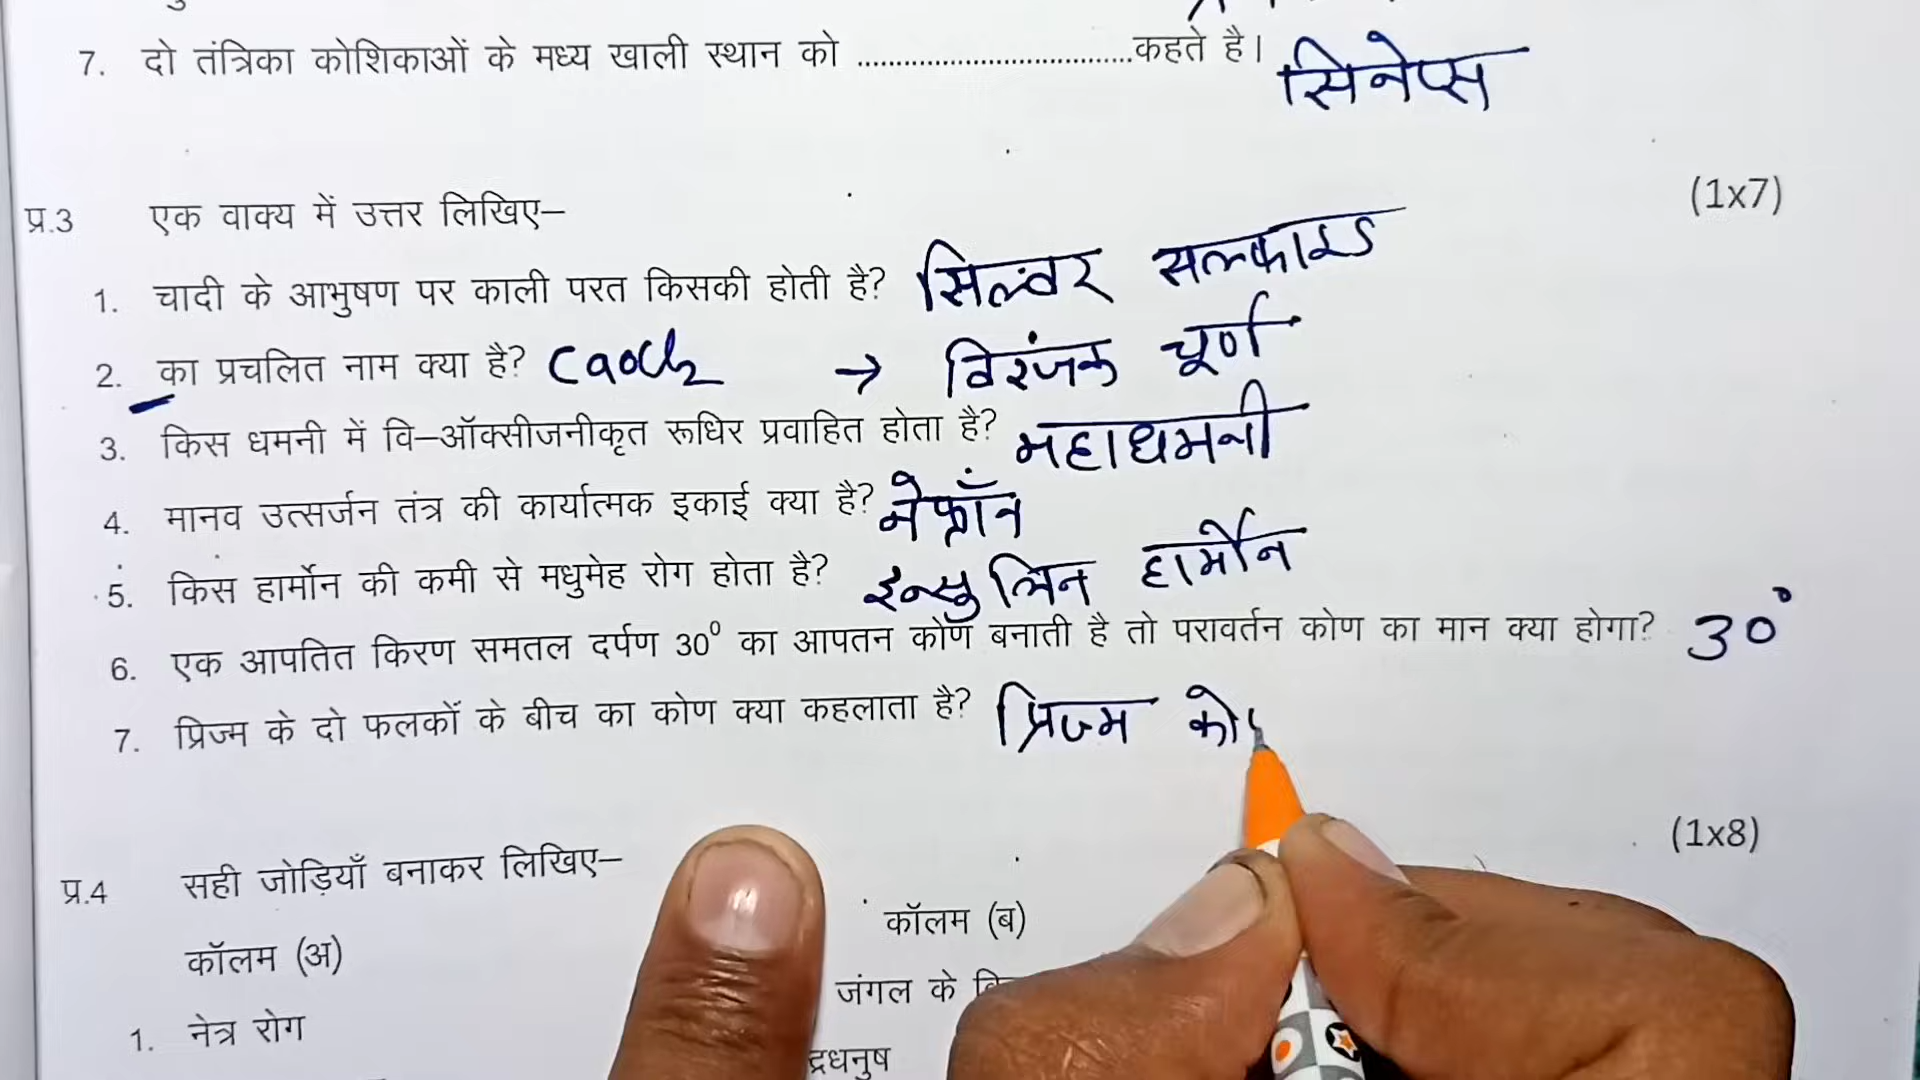 7. दो तंत्रिका कोशिकाओं के मध्य खाली स्थान को ................................कहते है। सिनेप्स
प्र.3 एक वाक्य में उत्तर लिखिए– (1x7)
1. चादी के आभुषण पर काली परत किसकी होती है? सिल्वर सल्फाइड
2. का प्रचलित नाम क्या है? CaOCl₂ → विरंजक चूर्ण
3. किस धमनी में वि–ऑक्सीजनीकृत रूधिर प्रवाहित होता है? महाधमनी
4. मानव उत्सर्जन तंत्र की कार्यात्मक इकाई क्या है? नेफ्रॉन
5. किस हार्मोन की कमी से मधुमेह रोग होता है? इन्सुलिन हार्मोन
6. एक आपतित किरण समतल दर्पण 30⁰ का आपतन कोण बनाती है तो परावर्तन कोण का मान क्या होगा? 30°
7. प्रिज्म के दो फलकों के बीच का कोण क्या कहलाता है? प्रिज्म
(1x8)
प्र.4 सही जोड़ियाँ बनाकर लिखिए–
कॉलम (अ) कॉलम (ब)
जंगल के
1. नेत्र रोग
द्रधनुष